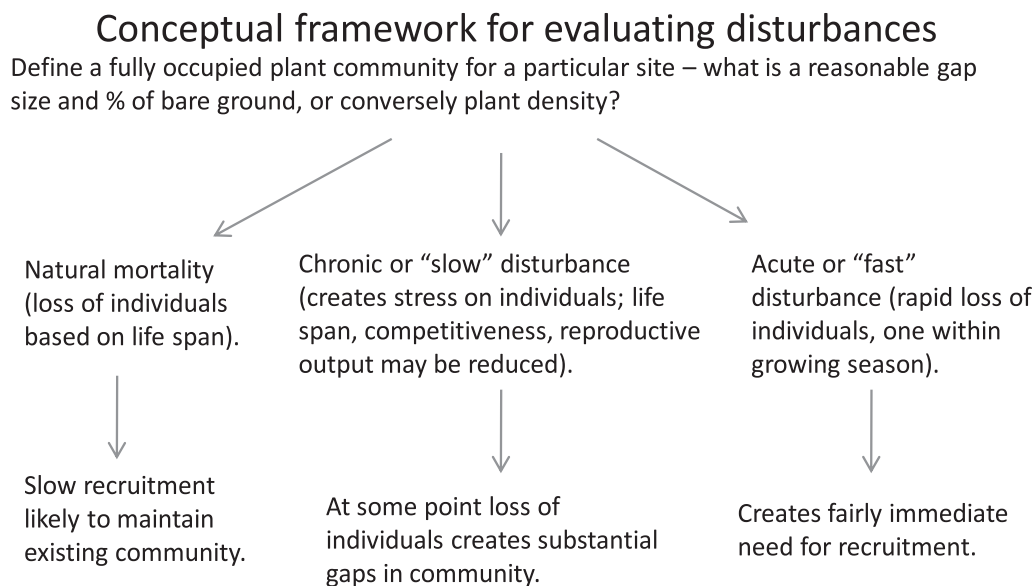 Conceptual framework for evaluating disturbances
Define a fully occupied plant community for a particular site – what is a reasonable gap
size and % of bare ground, or conversely plant density?
Natural mortality
(loss of individuals
based on life span).
Chronic or “slow” disturbance
(creates stress on individuals; life
span, competitiveness, reproductive
output may be reduced).
Acute or “fast”
disturbance (rapid loss of
individuals, one within
growing season).
Slow recruitment
likely to maintain
existing community.
At some point loss of
individuals creates substantial
gaps in community.
Creates fairly immediate
need for recruitment.